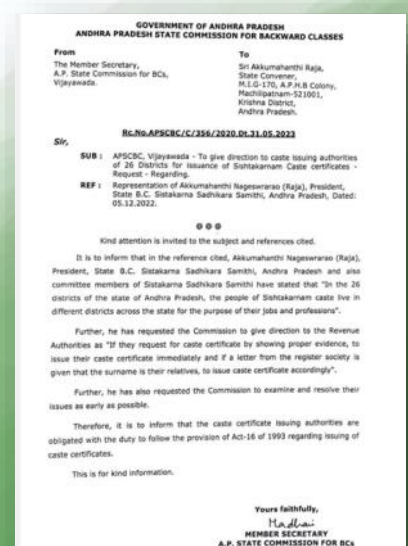 GOVERNMENT OF ANDHRA PRADESH
ANDHRA PRADESH STATE COMMISSION FOR BACKWARD CLASSES
From
The Member Secretary,
A.P. State Commission for BCs,
Vijayawada.
To
Sri Akkumahanthi Raja,
State Convener,
M.I.G-170, A.P.H.B Colony,
Machilipatnam-521001,
Krishna District,
Andhra Pradesh.
Rc.No.APSCBC/C/356/2020,Dt.31.05.2023
Sir,
SUB : APSCBC, Vijayawada - To give direction to caste issuing authorities
of 26 Districts for issuance of Sishtakarnam Caste certificates -
Request - Regarding.
REF : Representation of Akkumahanthi Nageswrarao (Raja), President,
State B.C. Sistakarna Sadhikara Samithi, Andhra Pradesh, Dated:
05.12.2022.
Kind attention is invited to the subject and references cited.
It is to inform that in the reference cited, Akkumahanthi Nageswrarao (Raja),
President, State B.C. Sistakarna Sadhikara Samithi, Andhra Pradesh and also
committee members of Sistakarna Sadhikara Samithi have stated that "In the 26
districts of the state of Andhra Pradesh, the people of Sishtakarnam caste live in
different districts across the state for the purpose of their jobs and professions".
Further, he has requested the Commission to give direction to the Revenue
Authorities as "If they request for caste certificate by showing proper evidence, to
issue their caste certificate immediately and if a letter from the register society is
given that the surname is their relatives, to issue caste certificate accordingly".
Further, he has also requested the Commission to examine and resolve their
issues as early as possible.
Therefore, it is to inform that the caste certificate issuing authorities are
obligated with the duty to follow the provision of Act-16 of 1993 regarding issuing of
caste certificates.
This is for kind information.
Yours faithfully,
Madhavi
MEMBER SECRETARY
A.P. STATE COMMISSION FOR BCs